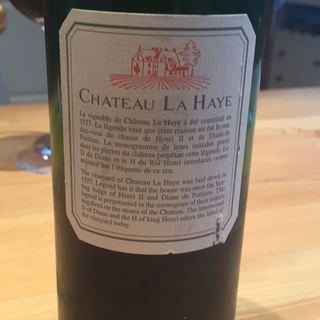 CHATEAU LA HAYE
Le vignoble de Château La Haye a été constitué en
1557. La légende veut que cette maison ait été le ren-
dez-vous de chasse de Henri II et de Diane de
Poitiers. Le monogramme de leurs initiales gravé
dans les pierres du château perpétue cette légende. Le
D de Diane et le H du Roi Henri entrelacés ornent
aujourd'hui l'étiquette de ce cru.
The vineyard of Chateau La Haye was laid down in
1557. Legend has it that the house was once the hun-
ting lodge of Henri II and Diane de Poitiers. This
legend is perpetuated in the monogram of their initials
engraved on the stones of the Chateau. The intertwined
D of Diane and the H of king Henri adorn the label of
the vineyard today.